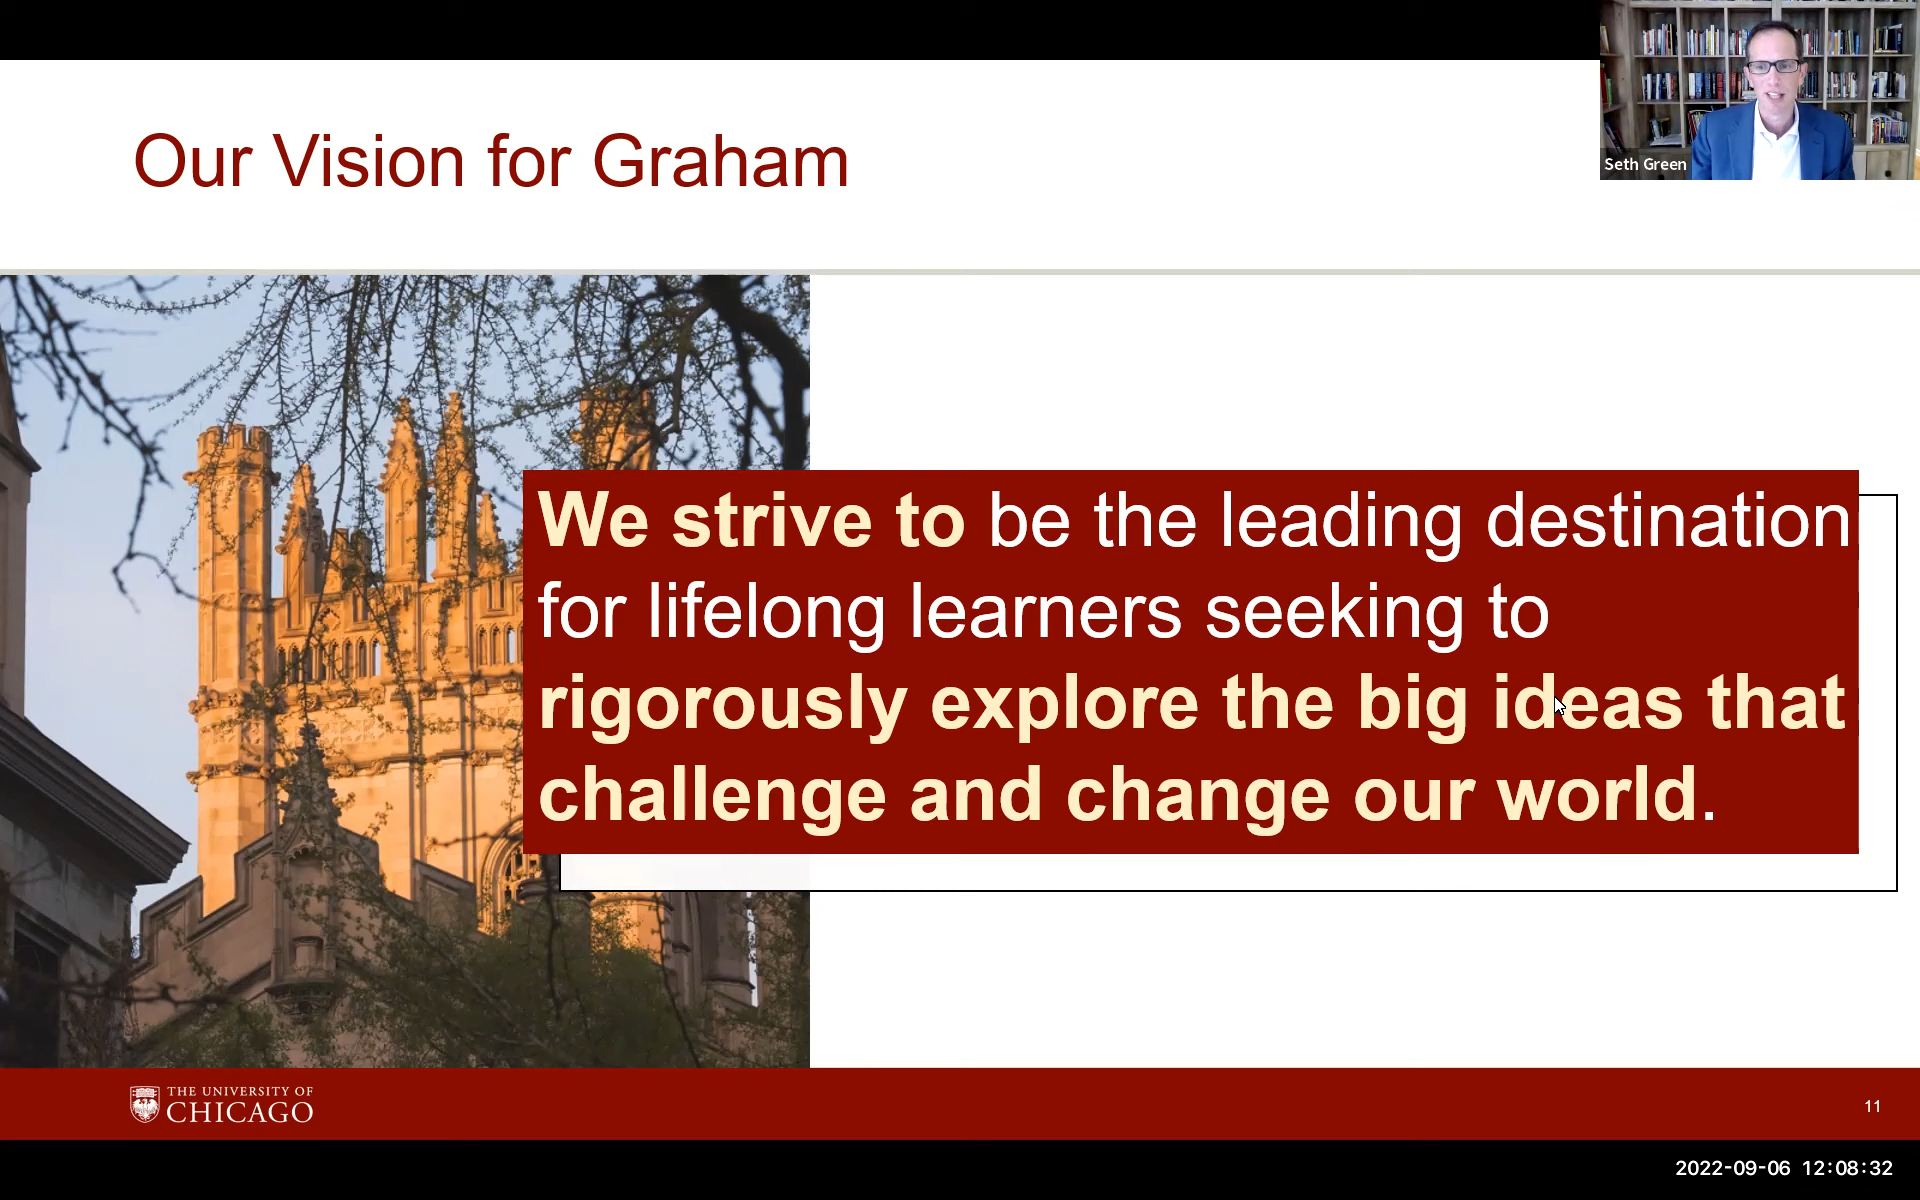 Our Vision for Graham
Seth Green
We strive to be the leading destination
for lifelong learners seeking to
rigorously explore the big ideas that
challenge and change our world.
THE UNIVERSITY OF
CHICAGO
11
2022-09-06 12:08:32